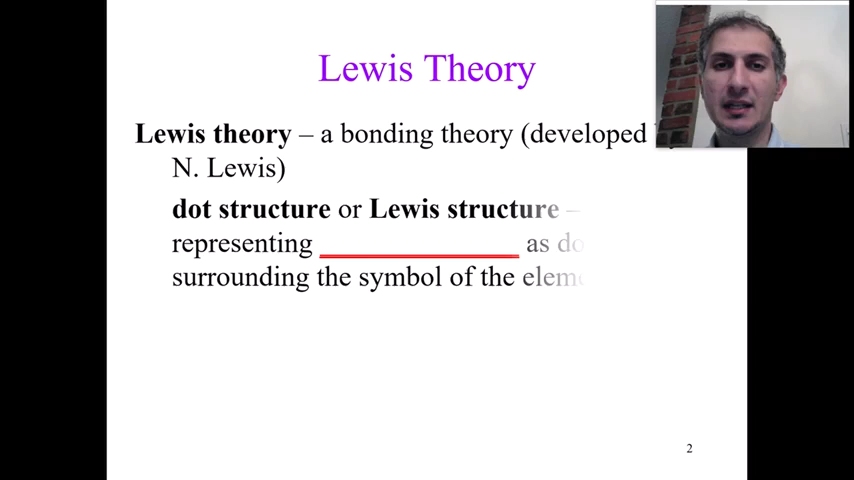 Lewis Theory
Lewis theory – a bonding theory (developed
N. Lewis)
dot structure or Lewis structure –
representing _____________ as
surrounding the symbol of the
2